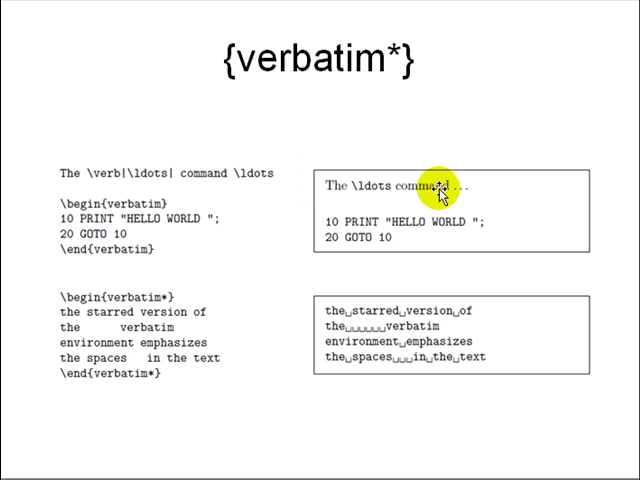 {verbatim*}
The \verb|\ldots| command \ldots
\begin{verbatim}
10 PRINT "HELLO WORLD ";
20 GOTO 10
\end{verbatim}
The \ldots command ...
10 PRINT "HELLO WORLD ";
20 GOTO 10
\begin{verbatim*}
the starred version of
the      verbatim
environment emphasizes
the spaces   in the text
\end{verbatim*}
the␣starred␣version␣of
the␣␣␣␣␣␣verbatim
environment␣emphasizes
the␣spaces␣␣␣in␣the␣text